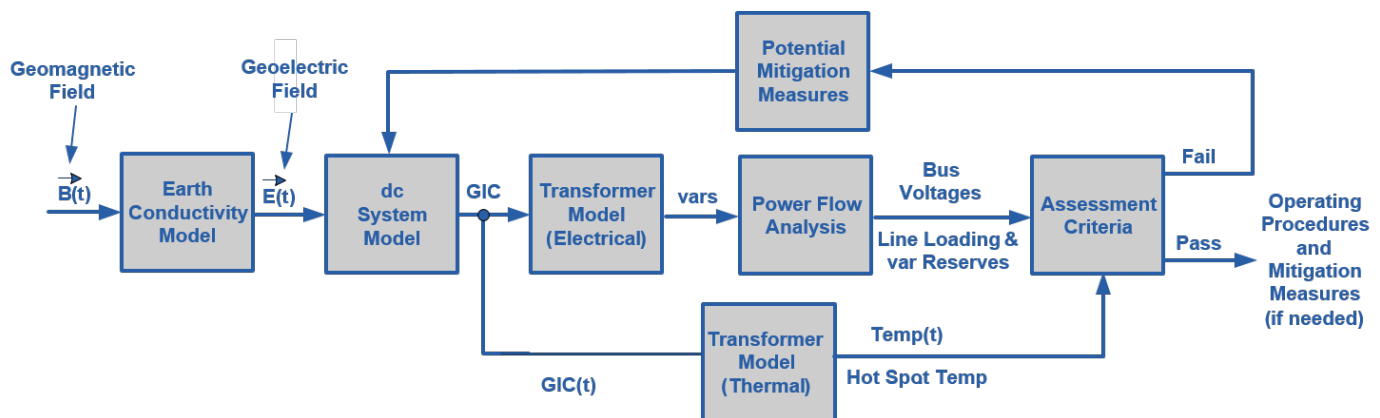 Geomagnetic
Field
B(t)
Earth
Conductivity
Model
Geoelectric
Field
E(t)
dc
System
Model
GIC
Transformer
Model
(Electrical)
vars
Power Flow
Analysis
Bus
Voltages
Line Loading &
var Reserves
Assessment
Criteria
Fail
Potential
Mitigation
Measures
Pass
Operating
Procedures
and
Mitigation
Measures
(if needed)
GIC(t)
Transformer
Model
(Thermal)
Temp(t)
Hot Spot Temp